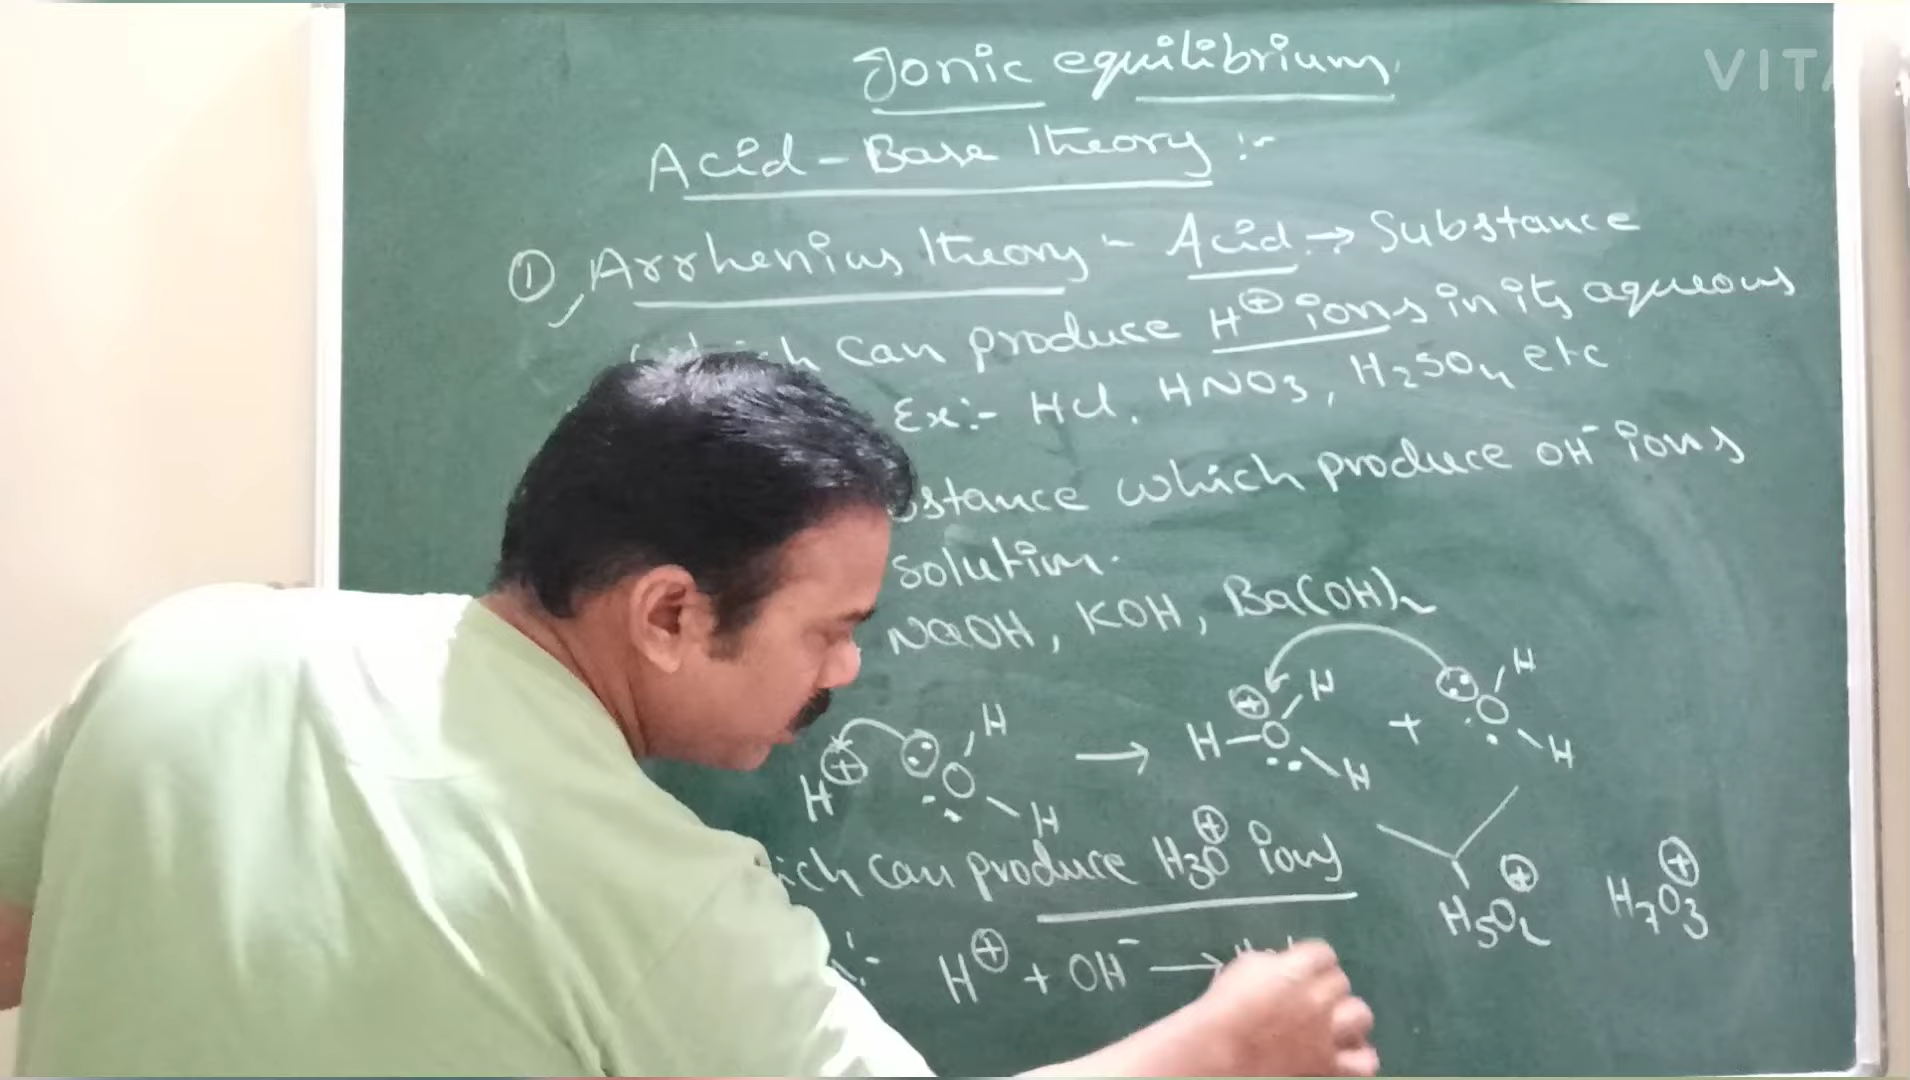 VITA
Ionic equilibrium
Acid - Base theory :-
① Arrhenius theory - Acid → Substance
can produce H⊕ ions in its aqueous
Ex:- HCl, HNO3, H2SO4 etc
stance which produce OH⁻ ions
solution.
NaOH, KOH, Ba(OH)2
H⊕ :O H H → H-O⊕ H H + :O H H
ich can produce H3O⊕ ions
H5O2⊕ H7O3⊕
H⊕ + OH⁻ →